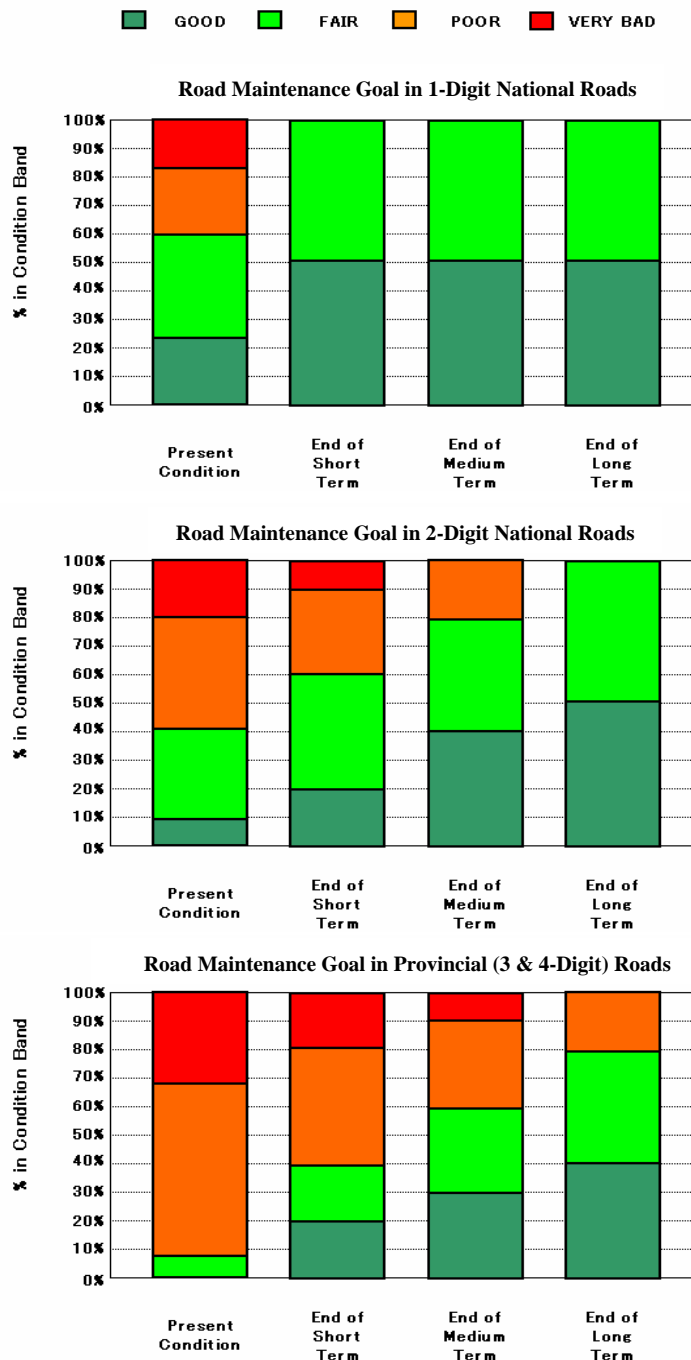 GOOD FAIR POOR VERY BAD
Road Maintenance Goal in 1-Digit National Roads
% in Condition Band
100%
90%
80%
70%
60%
50%
40%
30%
20%
10%
0%
Present
Condition
End of
Short
Term
End of
Medium
Term
End of
Long
Term
Road Maintenance Goal in 2-Digit National Roads
% in Condition Band
100%
90%
80%
70%
60%
50%
40%
30%
20%
10%
0%
Present
Condition
End of
Short
Term
End of
Medium
Term
End of
Long
Term
Road Maintenance Goal in Provincial (3 & 4-Digit) Roads
% in Condition Band
100%
90%
80%
70%
60%
50%
40%
30%
20%
10%
0%
Present
Condition
End of
Short
Term
End of
Medium
Term
End of
Long
Term